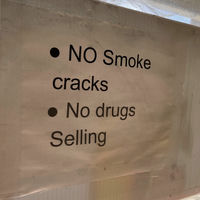 • NO Smoke
cracks
• No drugs
Selling